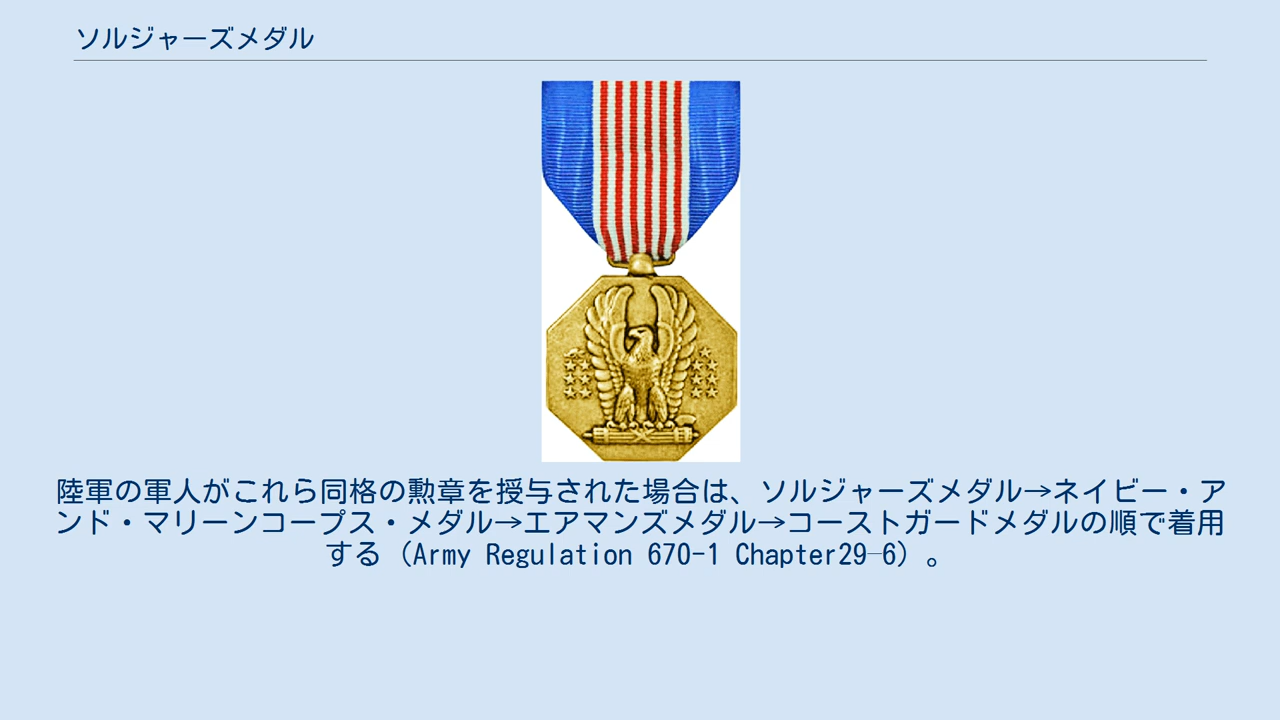 ソルジャーズメダル
陸軍の軍人がこれら同格の勲章を授与された場合は、ソルジャーズメダル→ネイビー・ア
ンド・マリーンコープス・メダル→エアマンズメダル→コーストガードメダルの順で着用
する（Army Regulation 670-1 Chapter29–6）。